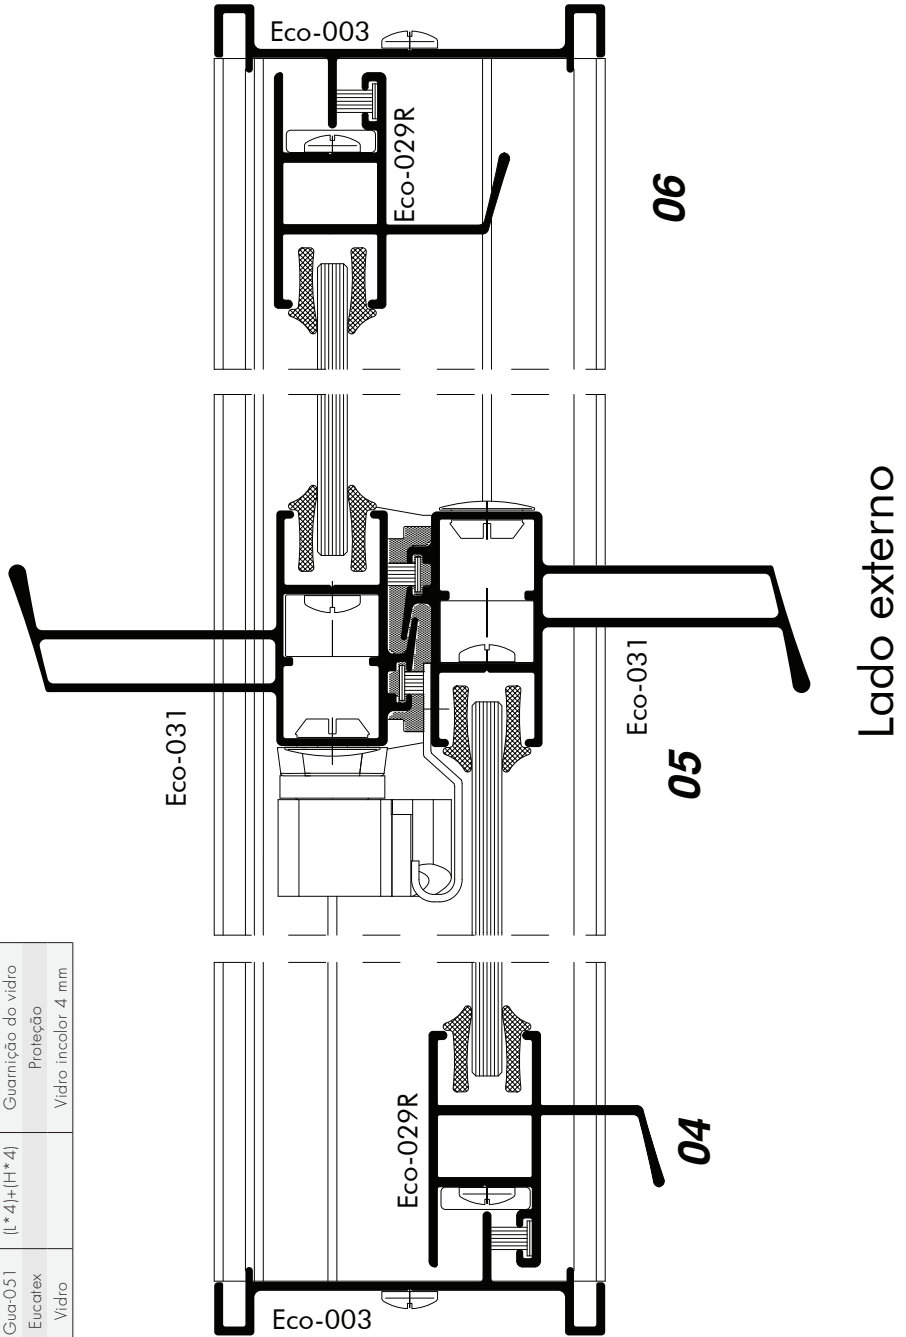 Eco-003
Eco-029R
06
Eco-031
Eco-031
05
Lado externo
Eco-029R
04
Eco-003
Gua-051 (L*4)+(H*4) Guarnição do vidro
Eucatex Proteção
Vidro Vidro incolor 4 mm